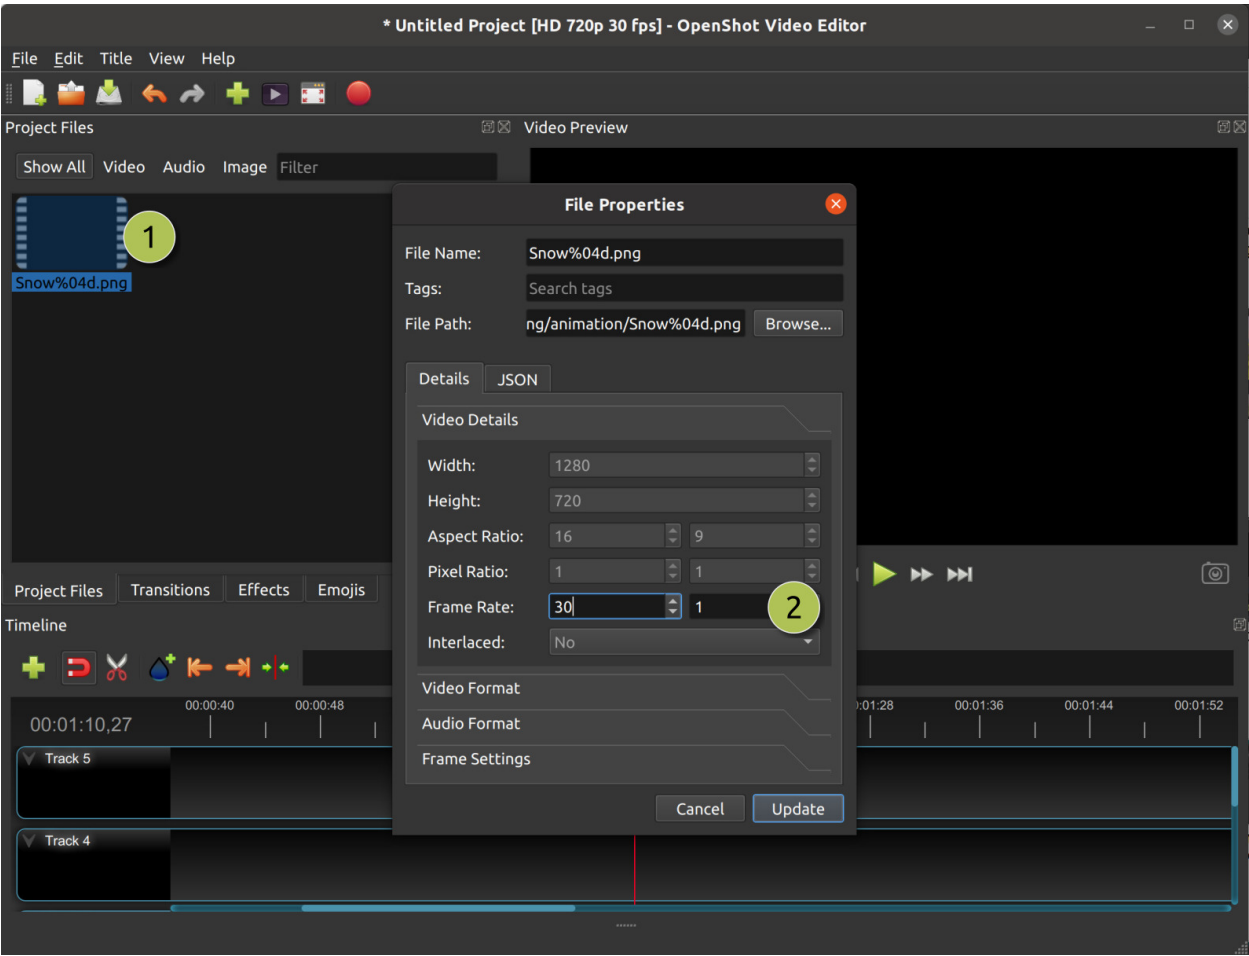 * Untitled Project [HD 720p 30 fps] - OpenShot Video Editor
File Edit Title View Help
Project Files
Video Preview
Show All Video Audio Image Filter
1
Snow%04d.png
File Properties
File Name: Snow%04d.png
Tags: Search tags
File Path: ng/animation/Snow%04d.png Browse...
Details JSON
Video Details
Width: 1280
Height: 720
Aspect Ratio: 16 9
Pixel Ratio: 1 1
Frame Rate: 30 1
2
Interlaced: No
Video Format
Audio Format
Frame Settings
Cancel Update
Project Files Transitions Effects Emojis
Timeline
00:01:10,27
00:00:40 00:00:48 :01:28 00:01:36 00:01:44 00:01:52
Track 5
Track 4